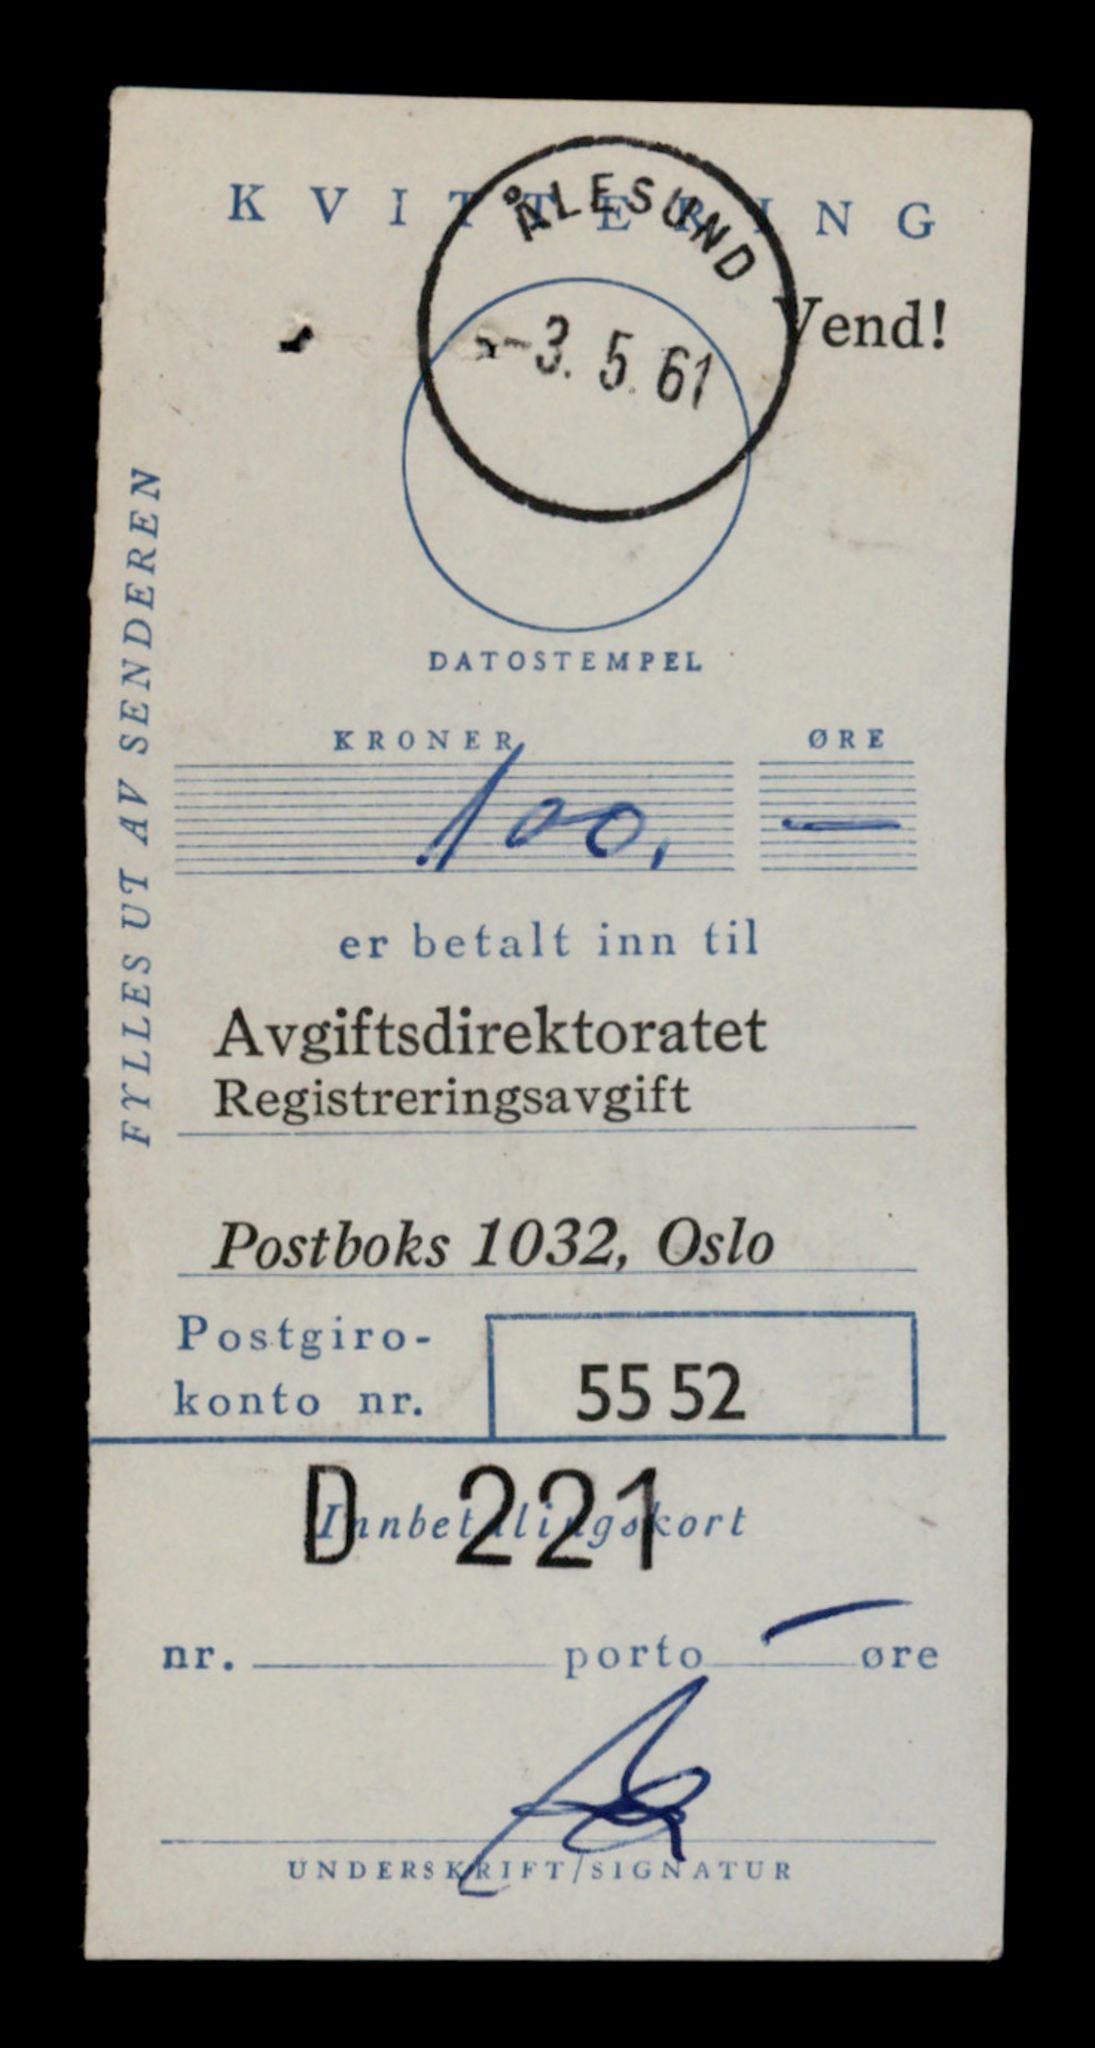 KVITTERING
ÅLESUND
Vend!
-3. 5. 61
DATOSTEMPEL
FYLLES UT AV SENDEREN
KRONER ØRE
100, —
er betalt inn til
Avgiftsdirektoratet
Registreringsavgift
Postboks 1032, Oslo
Postgiro-
konto nr. 55 52
D 221
Innbetalingskort
nr. porto — øre
UNDERSKRIFT/SIGNATUR